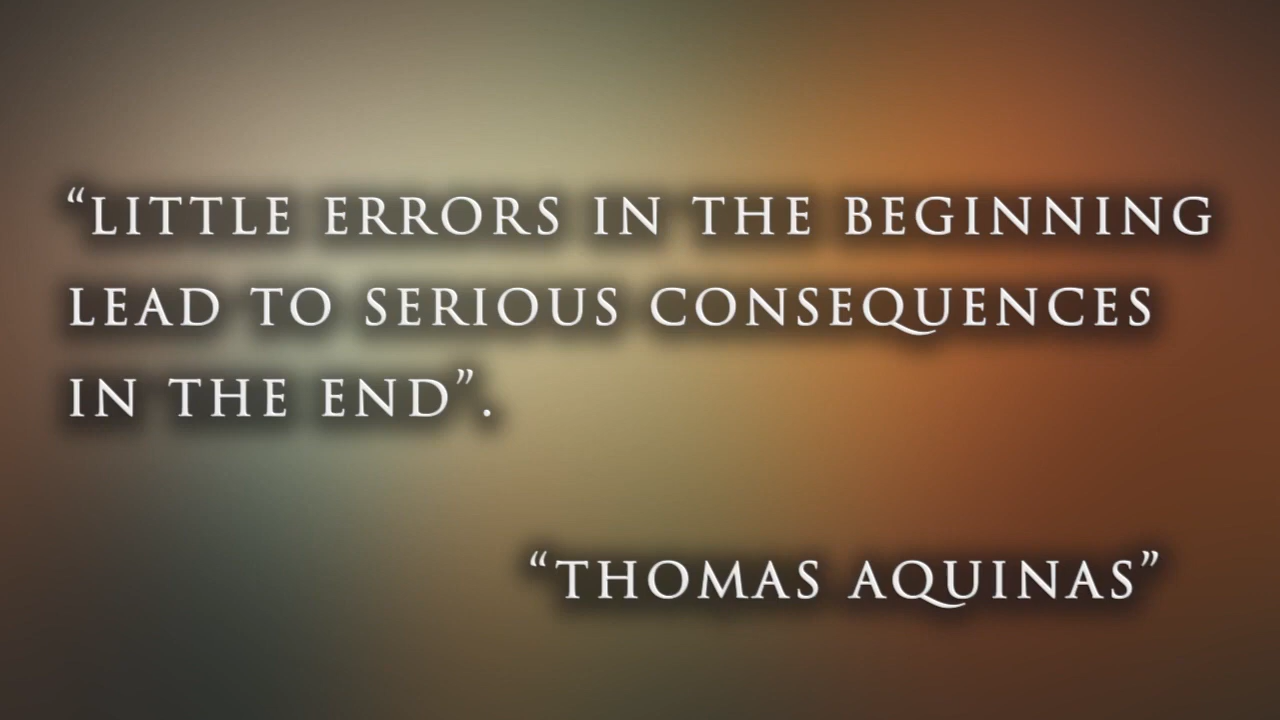 “LITTLE ERRORS IN THE BEGINNING
LEAD TO SERIOUS CONSEQUENCES
IN THE END”.
“THOMAS AQUINAS”